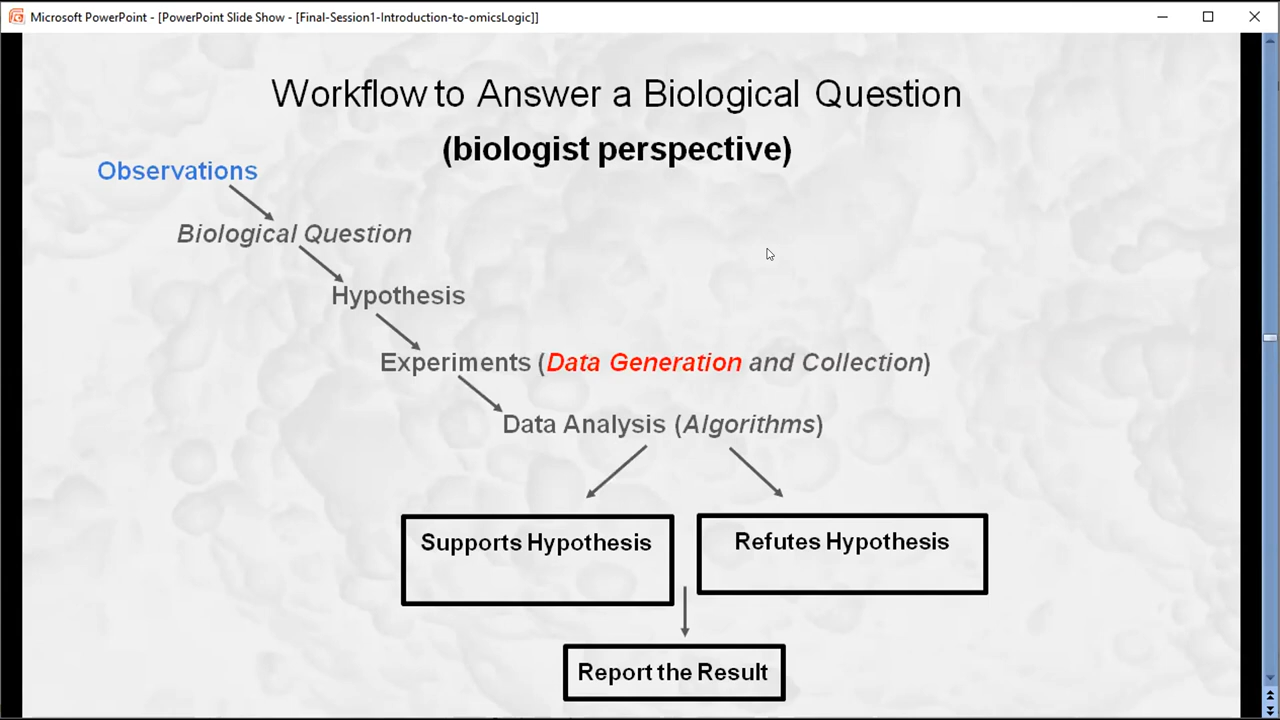 Microsoft PowerPoint - [PowerPoint Slide Show - [Final-Session1-Introduction-to-omicsLogic]]
Workflow to Answer a Biological Question
(biologist perspective)
Observations
Biological Question
Hypothesis
Experiments (Data Generation and Collection)
Data Analysis (Algorithms)
Supports Hypothesis
Refutes Hypothesis
Report the Result